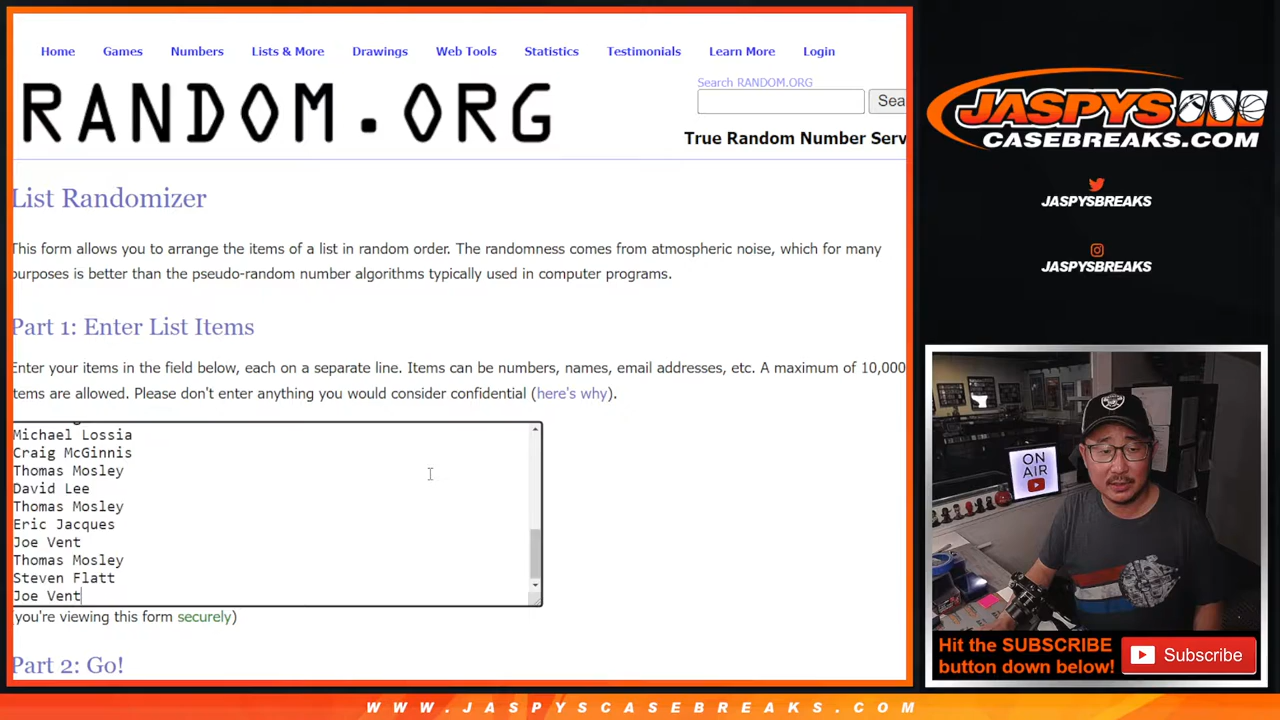 Home Games Numbers Lists & More Drawings Web Tools Statistics Testimonials Learn More Login
RANDOM.ORG
Search RANDOM.ORG
Sea
True Random Number Serv
List Randomizer
This form allows you to arrange the items of a list in random order. The randomness comes from atmospheric noise, which for many
purposes is better than the pseudo-random number algorithms typically used in computer programs.
Part 1: Enter List Items
Enter your items in the field below, each on a separate line. Items can be numbers, names, email addresses, etc. A maximum of 10,000
items are allowed. Please don't enter anything you would consider confidential (here's why).
Michael Lossia
Craig McGinnis
Thomas Mosley
David Lee
Thomas Mosley
Eric Jacques
Joe Vent
Thomas Mosley
Steven Flatt
Joe Vent
(you're viewing this form securely)
Part 2: Go!
JASPYS
CASEBREAKS.COM
JASPYSBREAKS
JASPYSBREAKS
ON
AIR
Hit the SUBSCRIBE
button down below!
Subscribe
WWW.JASPYSCASEBREAKS.COM